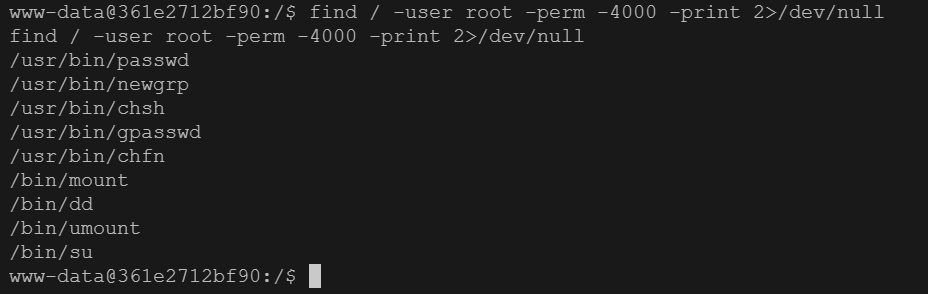 www-data@361e2712bf90:/$ find / -user root -perm -4000 -print 2>/dev/null
find / -user root -perm -4000 -print 2>/dev/null
/usr/bin/passwd
/usr/bin/newgrp
/usr/bin/chsh
/usr/bin/gpasswd
/usr/bin/chfn
/bin/mount
/bin/dd
/bin/umount
/bin/su
www-data@361e2712bf90:/$